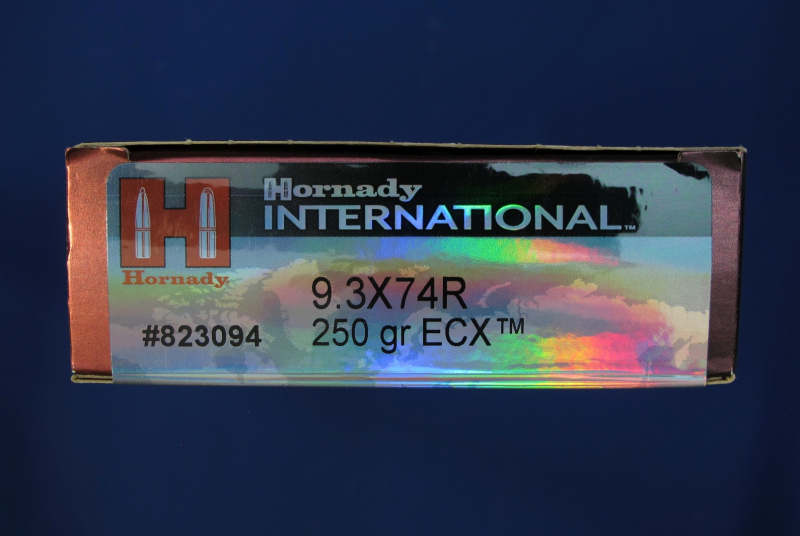 Hornady
INTERNATIONAL™
Hornady
9.3X74R
#823094
250 gr ECX™